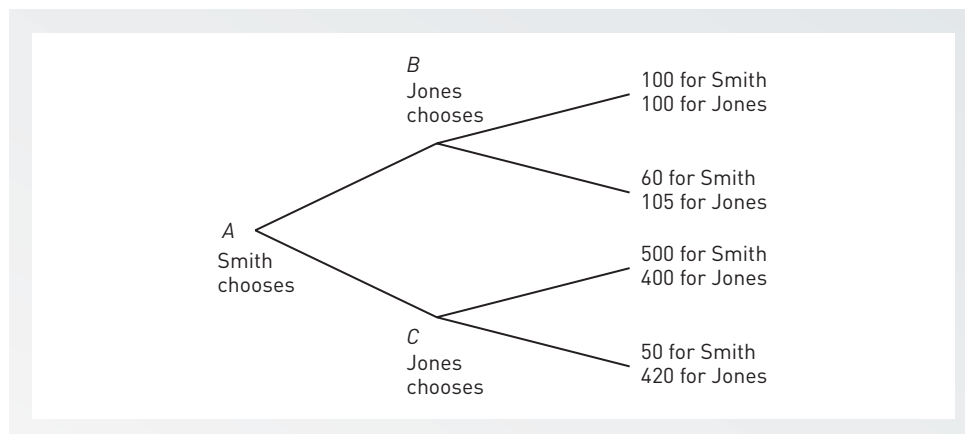 B
Jones
chooses
100 for Smith
100 for Jones
60 for Smith
105 for Jones
A
Smith
chooses
500 for Smith
400 for Jones
C
Jones
chooses
50 for Smith
420 for Jones